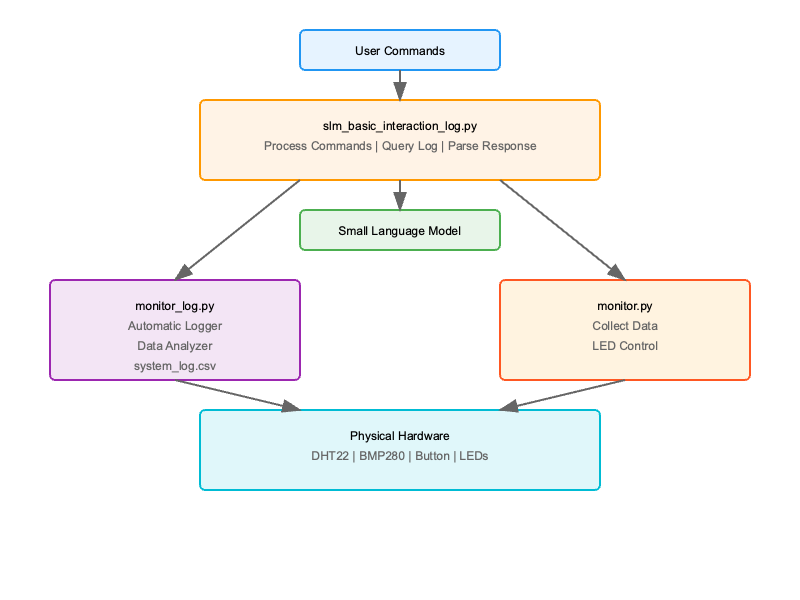 User Commands
slm_basic_interaction_log.py
Process Commands | Query Log | Parse Response
Small Language Model
monitor_log.py
Automatic Logger
Data Analyzer
system_log.csv
monitor.py
Collect Data
LED Control
Physical Hardware
DHT22 | BMP280 | Button | LEDs